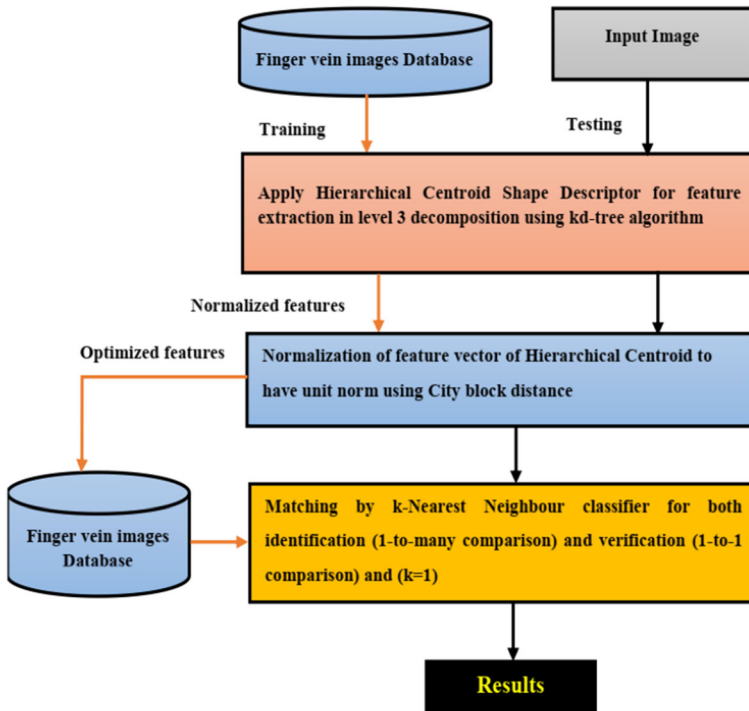 Finger vein images Database
Input Image
Training
Testing
Apply Hierarchical Centroid Shape Descriptor for feature
extraction in level 3 decomposition using kd-tree algorithm
Normalized features
Optimized features
Normalization of feature vector of Hierarchical Centroid to
have unit norm using City block distance
Finger vein images
Database
Matching by k-Nearest Neighbour classifier for both
identification (1-to-many comparison) and verification (1-to-1
comparison) and (k=1)
Results